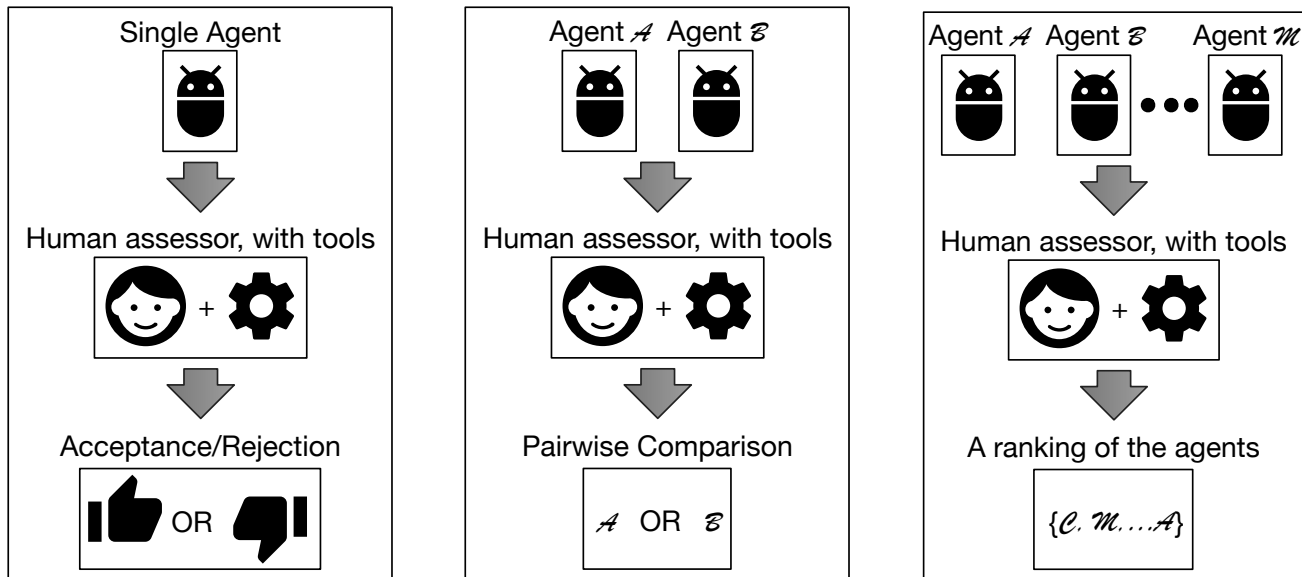 Single Agent
Human assessor, with tools
+
Acceptance/Rejection
OR
Agent 𝒜 Agent ℬ
Human assessor, with tools
+
Pairwise Comparison
𝒜 OR ℬ
Agent 𝒜 Agent ℬ ••• Agent ℳ
Human assessor, with tools
+
A ranking of the agents
{𝒞, ℳ, ...𝒜}